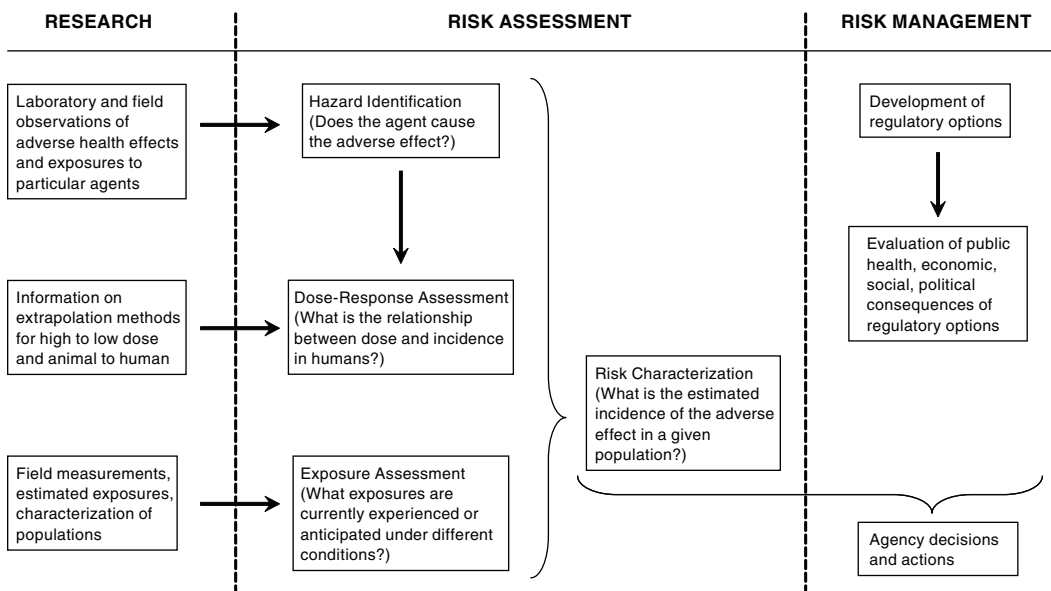 RESEARCH
RISK ASSESSMENT
RISK MANAGEMENT
Laboratory and field
observations of
adverse health effects
and exposures to
particular agents
Hazard Identification
(Does the agent cause
the adverse effect?)
Development of
regulatory options
Information on
extrapolation methods
for high to low dose
and animal to human
Dose-Response Assessment
(What is the relationship
between dose and incidence
in humans?)
Evaluation of public
health, economic,
social, political
consequences of
regulatory options
Risk Characterization
(What is the estimated
incidence of the adverse
effect in a given
population?)
Field measurements,
estimated exposures,
characterization of
populations
Exposure Assessment
(What exposures are
currently experienced or
anticipated under different
conditions?)
Agency decisions
and actions